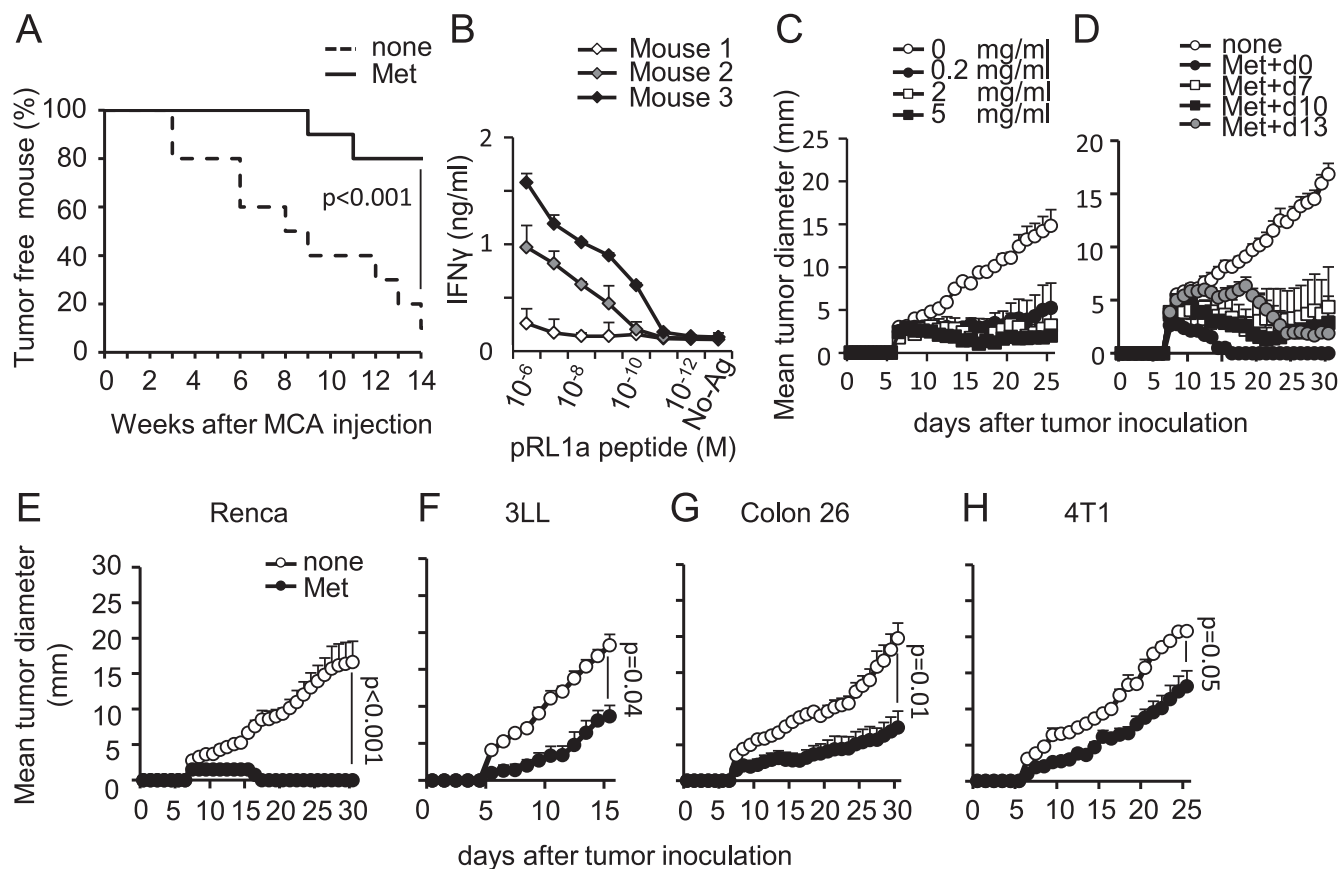 A
none
Met
Tumor free mouse (%)
100
80
60
40
20
0
p<0.001
0 2 4 6 8 10 12 14
Weeks after MCA injection
B
Mouse 1
Mouse 2
Mouse 3
IFNγ (ng/ml)
2
1
0
10-6
10-8
10-10
10-12
No-Ag
pRL1a peptide (M)
C
0 mg/ml
0.2 mg/ml
2 mg/ml
5 mg/ml
Mean tumor diameter (mm)
20
15
10
5
0
0 5 10 15 20 25
D
none
Met+d0
Met+d7
Met+d10
Met+d13
20
15
10
5
0
0 5 10 15 20 25 30
days after tumor inoculation
E
Renca
none
Met
Mean tumor diameter
(mm)
30
25
20
15
10
5
0
p<0.001
0 5 10 15 20 25 30
F
3LL
p=0.04
0 5 10 15
G
Colon 26
p=0.01
0 5 10 15 20 25 30
H
4T1
p=0.05
0 5 10 15 20 25
days after tumor inoculation